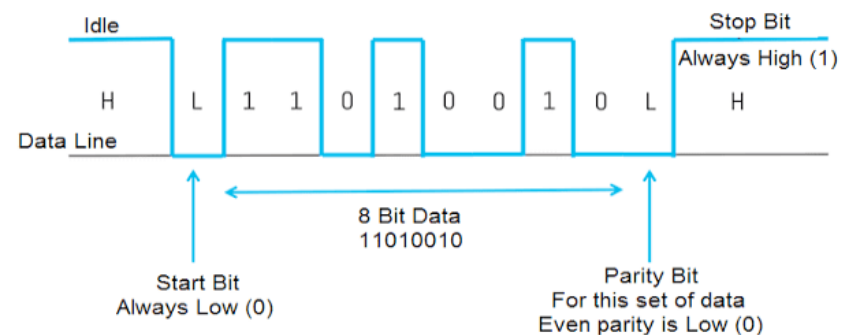 Idle
Stop Bit
Always High (1)
H L 1 1 0 1 0 0 1 0 L H
Data Line
8 Bit Data
11010010
Start Bit
Always Low (0)
Parity Bit
For this set of data
Even parity is Low (0)